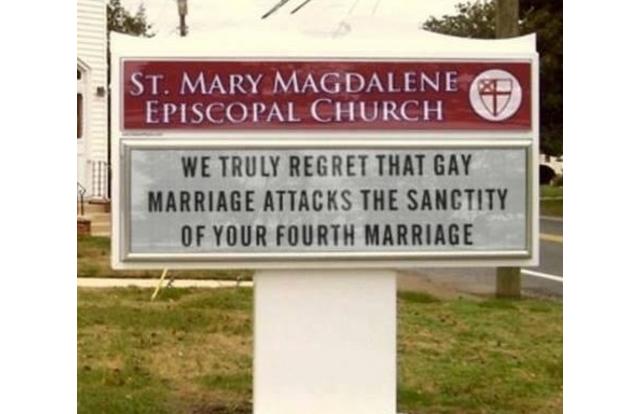 ST. MARY MAGDALENE
EPISCOPAL CHURCH
WE TRULY REGRET THAT GAY
MARRIAGE ATTACKS THE SANCTITY
OF YOUR FOURTH MARRIAGE